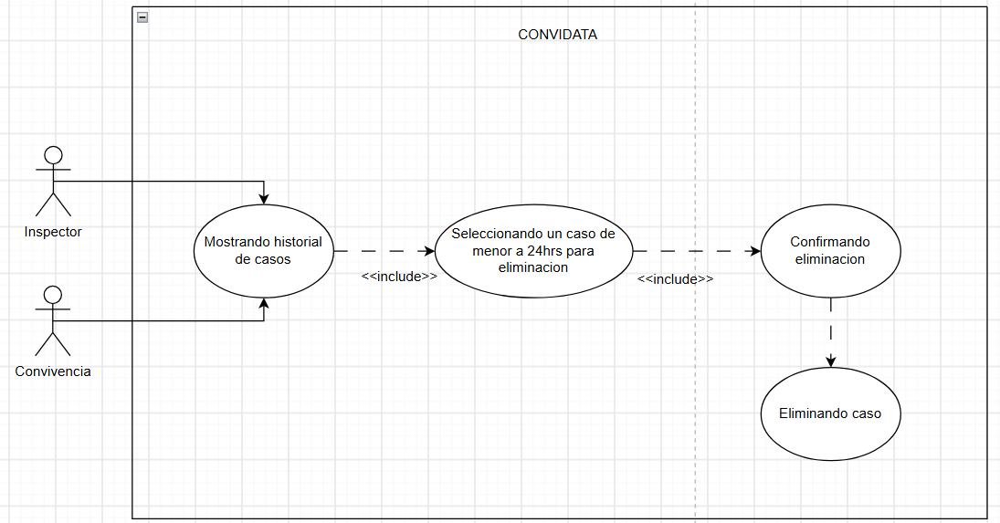 CONVIDATA
Inspector
Mostrando historial
de casos
<<include>>
Seleccionando un caso de
menor a 24hrs para
eliminacion
<<include>>
Confirmando
eliminacion
Convivencia
Eliminando caso